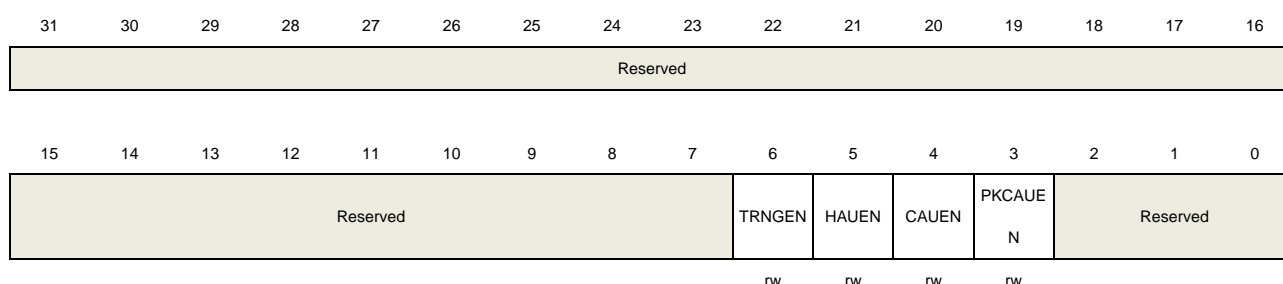 31 30 29 28 27 26 25 24 23 22 21 20 19 18 17 16
Reserved
15 14 13 12 11 10 9 8 7 6 5 4 3 2 1 0
Reserved TRNGEN HAUEN CAUEN PKCAUE
N Reserved
rw rw rw rw